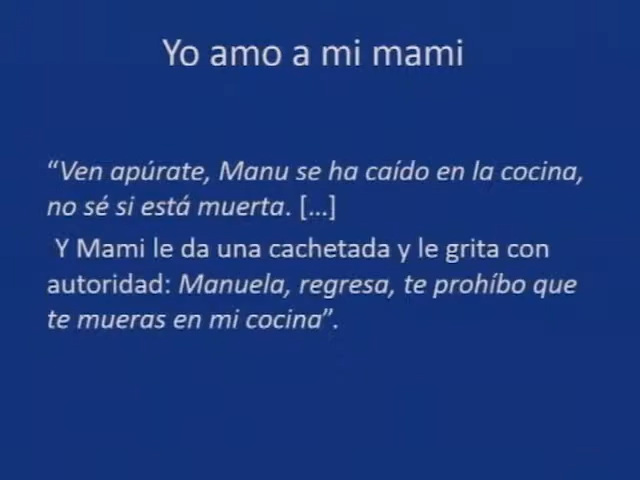 Yo amo a mi mami
“Ven apúrate, Manu se ha caído en la cocina,
no sé si está muerta. [...]
Y Mami le da una cachetada y le grita con
autoridad: Manuela, regresa, te prohíbo que
te mueras en mi cocina”.